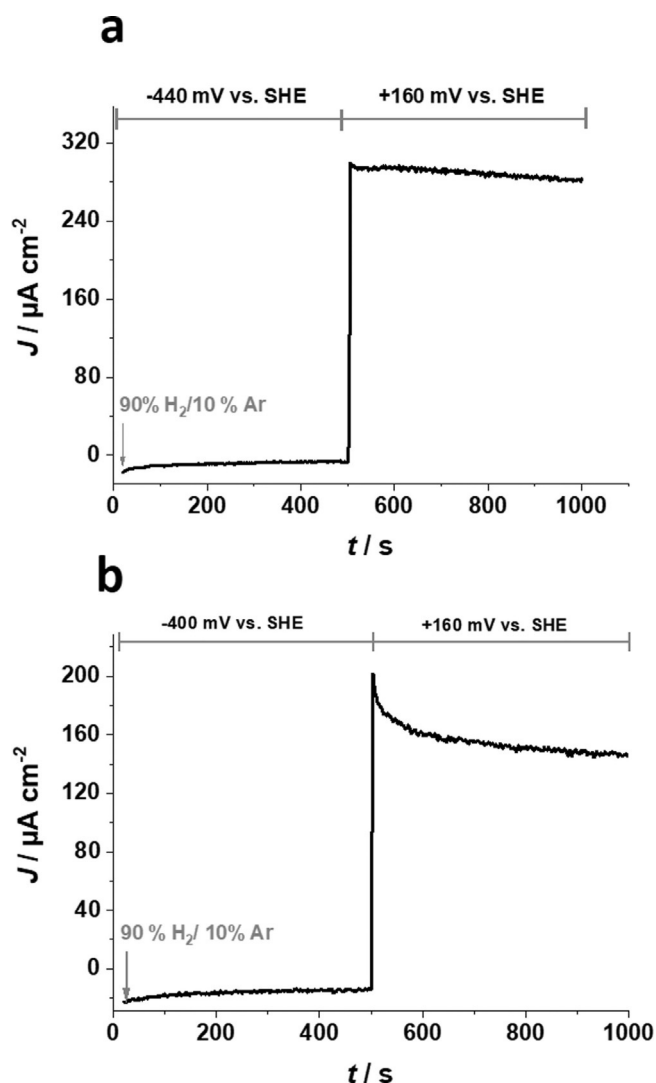 a
-440 mV vs. SHE +160 mV vs. SHE
320
240
160
80
0
J / µA cm-2
90% H2/10 % Ar
0 200 400 600 800 1000
t / s
b
-400 mV vs. SHE +160 mV vs. SHE
200
160
120
80
40
0
J / µA cm-2
90 % H2/ 10% Ar
0 200 400 600 800 1000
t / s